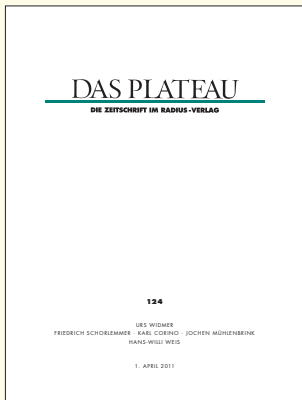 DAS PLATEAU
DIE ZEITSCHRIFT IM RADIUS-VERLAG
124
URS WIDMER
FRIEDRICH SCHORLEMMER · KARL CORINO · JOCHEN MÜHLENBRINK
HANS-WILLI WEIS
1. APRIL 2011